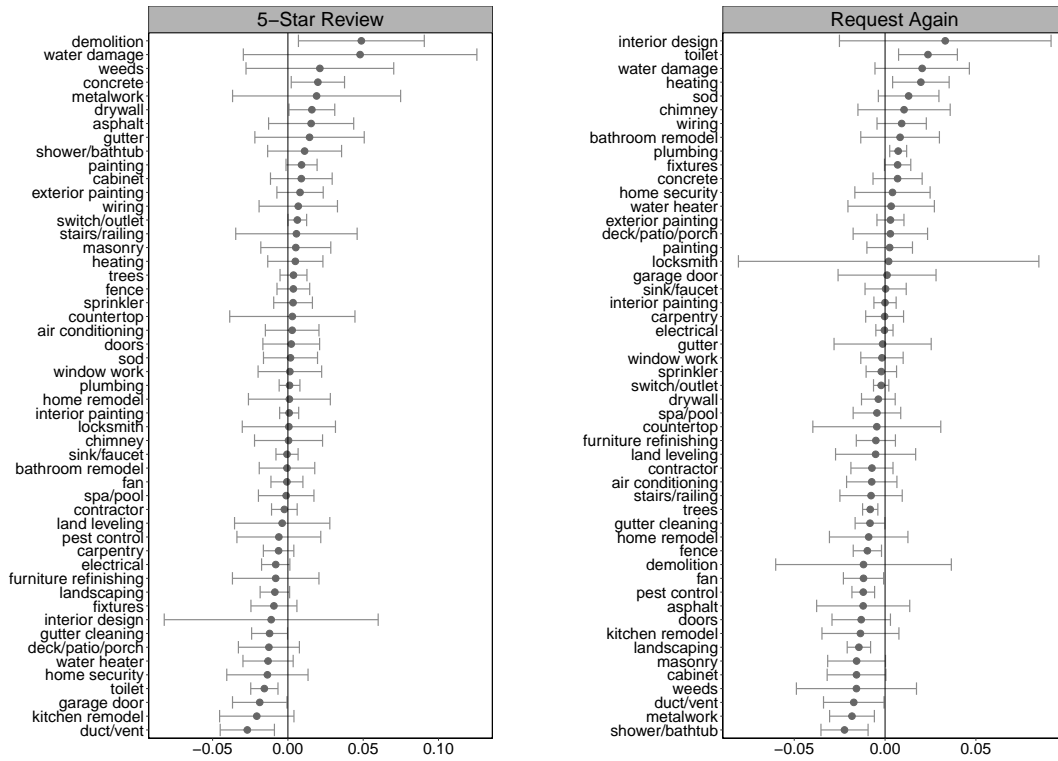 5−Star Review
demolition
water damage
weeds
concrete
metalwork
drywall
asphalt
gutter
shower/bathtub
painting
cabinet
exterior painting
wiring
switch/outlet
stairs/railing
masonry
heating
trees
fence
sprinkler
countertop
air conditioning
doors
sod
window work
plumbing
home remodel
interior painting
locksmith
chimney
sink/faucet
bathroom remodel
fan
spa/pool
contractor
land leveling
pest control
carpentry
electrical
furniture refinishing
landscaping
fixtures
interior design
gutter cleaning
deck/patio/porch
water heater
home security
toilet
garage door
kitchen remodel
duct/vent
−0.05 0.00 0.05 0.10
Request Again
interior design
toilet
water damage
heating
sod
chimney
wiring
bathroom remodel
plumbing
fixtures
concrete
home security
water heater
exterior painting
deck/patio/porch
painting
locksmith
garage door
sink/faucet
interior painting
carpentry
electrical
gutter
window work
sprinkler
switch/outlet
drywall
spa/pool
countertop
furniture refinishing
land leveling
contractor
air conditioning
stairs/railing
trees
gutter cleaning
home remodel
fence
demolition
fan
pest control
asphalt
doors
kitchen remodel
landscaping
masonry
cabinet
weeds
duct/vent
metalwork
shower/bathtub
−0.05 0.00 0.05